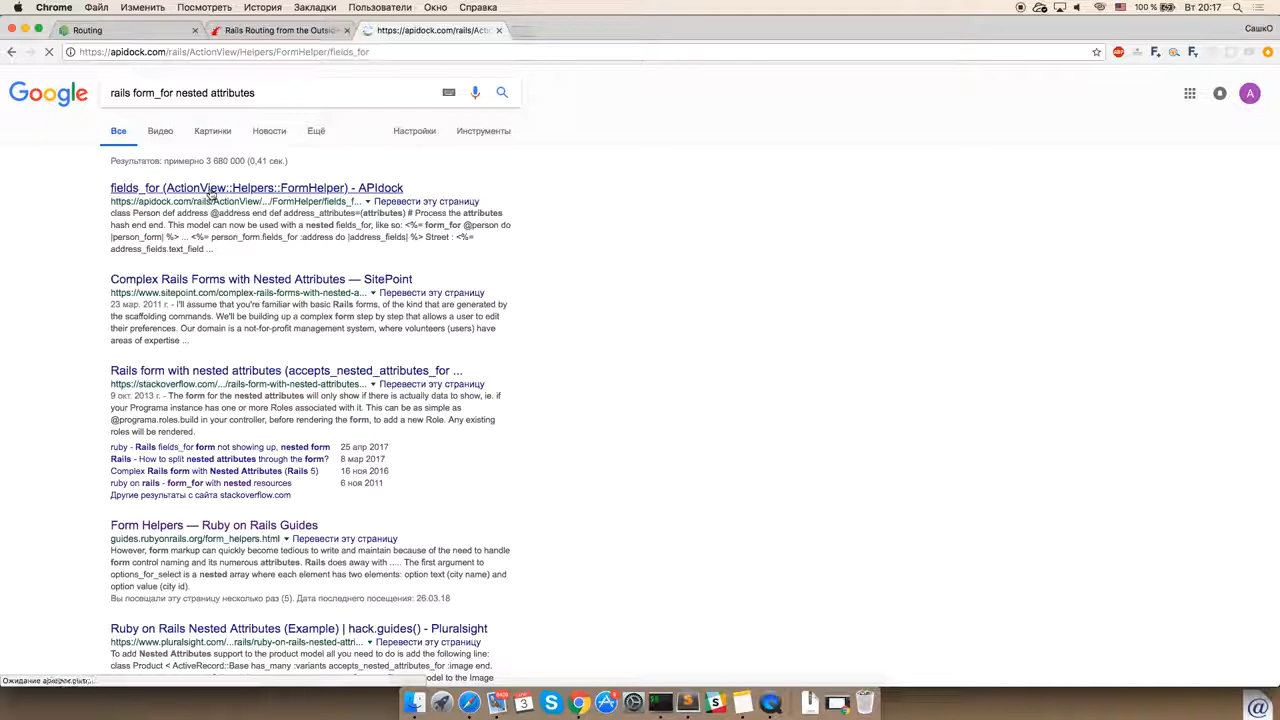 Chrome Файл Изменить Посмотреть История Закладки Пользователи Окно Справка 100 % Вт 20:17
Routing Rails Routing from the Outside https://apidock.com/rails/Action СашкО
https://apidock.com/rails/ActionView/Helpers/FormHelper/fields_for
Google rails form_for nested attributes A
Все Видео Картинки Новости Ещё Настройки Инструменты
Результатов: примерно 3 680 000 (0,41 сек.)
fields_for (ActionView::Helpers::FormHelper) - APIdock
https://apidock.com/rails/ActionView/.../FormHelper/fields_f... Перевести эту страницу
class Person def address @address end def address_attributes=(attributes) # Process the attributes
hash end end. This model can now be used with a nested fields_for, like so: <%= form_for @person do
|person_form| %> ... <%= person_form.fields_for :address do |address_fields| %> Street : <%=
address_fields.text_field ...
Complex Rails Forms with Nested Attributes — SitePoint
https://www.sitepoint.com/complex-rails-forms-with-nested-a... Перевести эту страницу
23 мар. 2011 г. - I'll assume that you're familiar with basic Rails forms, of the kind that are generated by
the scaffolding commands. We'll be building up a complex form step by step that allows a user to edit
their preferences. Our domain is a not-for-profit management system, where volunteers (users) have
areas of expertise ...
Rails form with nested attributes (accepts_nested_attributes_for ...
https://stackoverflow.com/.../rails-form-with-nested-attributes... Перевести эту страницу
9 окт. 2013 г. - The form for the nested attributes will only show if there is actually data to show, ie. if
your Programa instance has one or more Roles associated with it. This can be as simple as
@programa.roles.build in your controller, before rendering the form, to add a new Role. Any existing
roles will be rendered.
ruby - Rails fields_for form not showing up, nested form 25 апр 2017
Rails - How to split nested attributes through the form? 8 мар 2017
Complex Rails form with Nested Attributes (Rails 5) 16 ноя 2016
ruby on rails - form_for with nested resources 6 ноя 2011
Другие результаты с сайта stackoverflow.com
Form Helpers — Ruby on Rails Guides
guides.rubyonrails.org/form_helpers.html Перевести эту страницу
However, form markup can quickly become tedious to write and maintain because of the need to handle
form control naming and its numerous attributes. Rails does away with ..... The first argument to
options_for_select is a nested array where each element has two elements: option text (city name) and
option value (city id).
Вы посещали эту страницу несколько раз (5). Дата последнего посещения: 26.03.18
Ruby on Rails Nested Attributes (Example) | hack.guides() - Pluralsight
https://www.pluralsight.com/...rails/ruby-on-rails-nested-attri... Перевести эту страницу
To add Nested Attributes support to the product model all you need to do is add the following line:
class Product < ActiveRecord::Base has_many :variants accepts_nested_attributes_for :image end.
Ожидание model to the Image